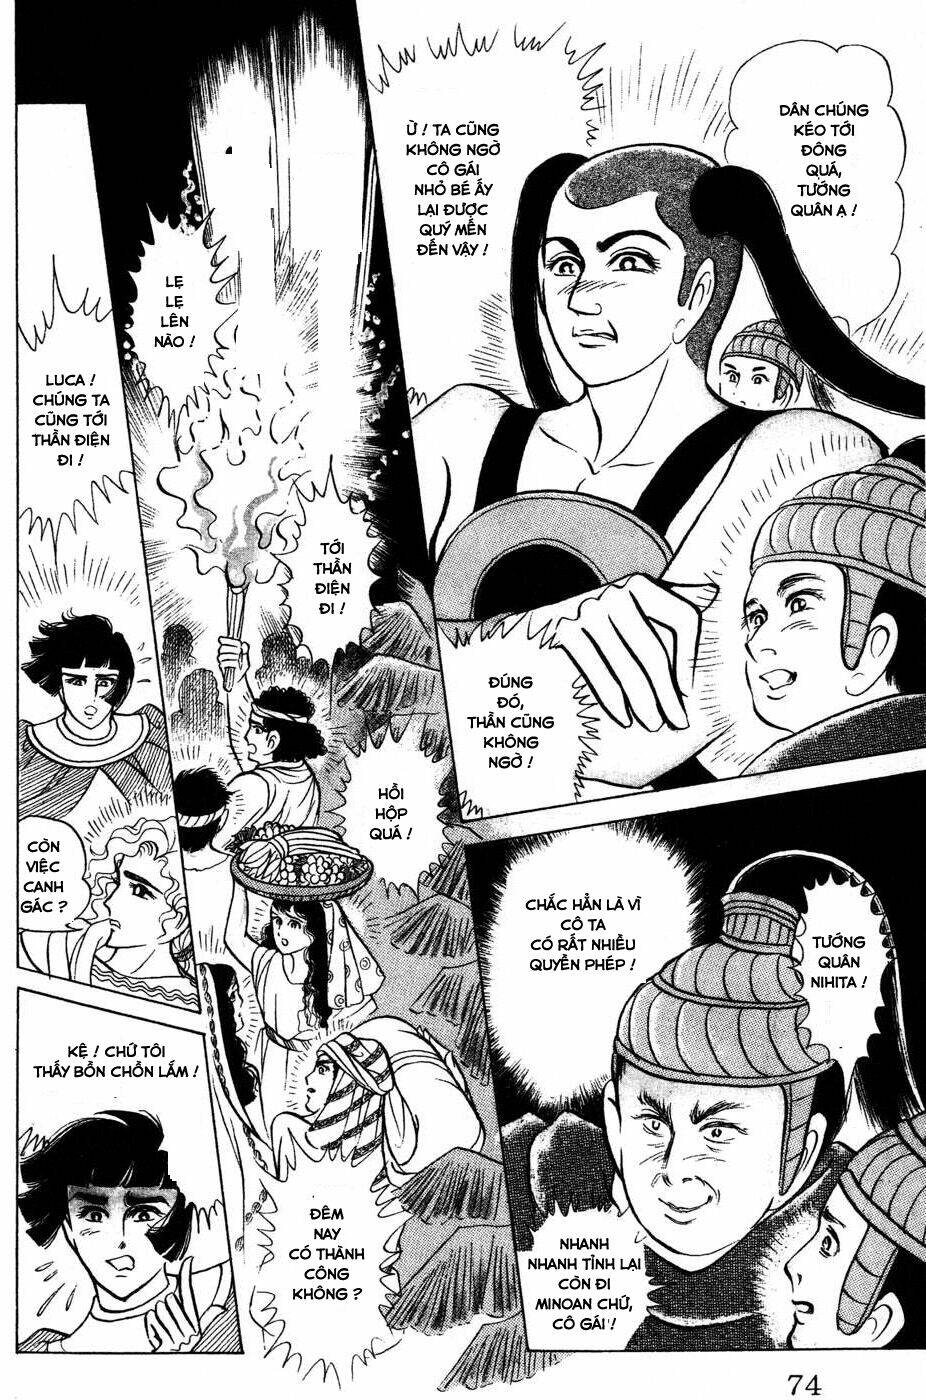 DÂN CHÚNG
KÉO TỚI
ĐÔNG
QUÁ,
TƯỚNG
QUÂN Ạ !
Ừ ! TA CŨNG
KHÔNG NGỜ
CÔ GÁI
NHỎ BÉ ẤY
LẠI ĐƯỢC
QUÝ MẾN
ĐẾN VẬY !
ĐÚNG
ĐÓ,
THẦN CŨNG
KHÔNG
NGỜ !
TƯỚNG
QUÂN
NIHITA !
CHẮC HẲN LÀ VÌ
CÔ TA
CÓ RẤT NHIỀU
QUYỀN PHÉP !
NHANH
NHANH TỈNH LẠI
CÒN ĐI
MINOAN CHỨ,
CÔ GÁI !
LẸ
LẸ
LÊN
NÀO !
TỚI
THẦN
ĐIỆN
ĐI !
HỒI
HỘP
QUÁ !
ĐÊM
NAY
CÓ THÀNH
CÔNG
KHÔNG ?
LUCA !
CHÚNG TA
CŨNG TỚI
THẦN ĐIỆN
ĐI !
CÒN
VIỆC
CANH
GÁC ?
KỆ ! CHỨ TÔI
THẤY BỒN CHỒN LẮM !
74